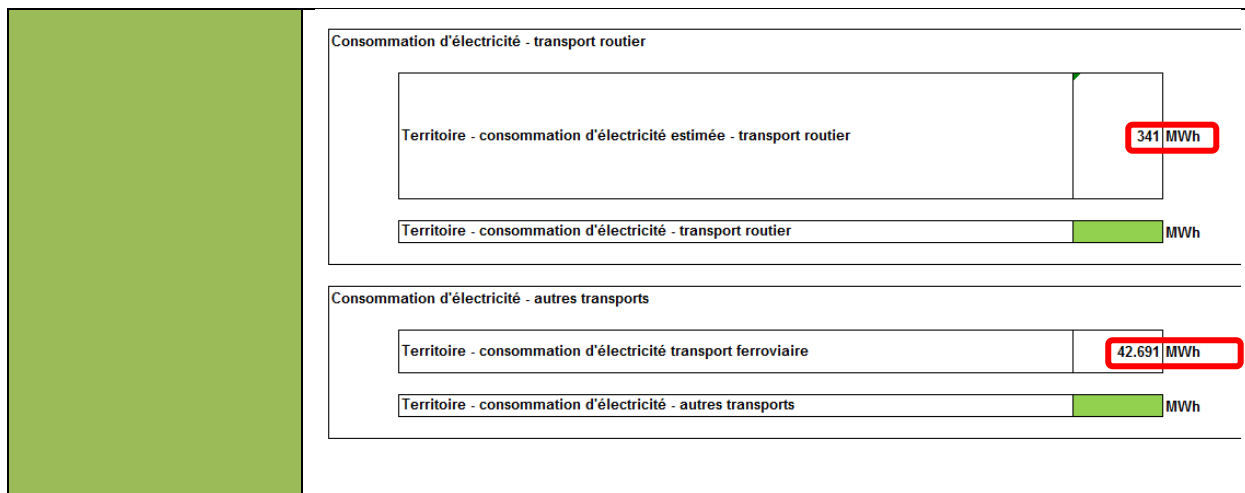 Consommation d'électricité - transport routier
Territoire - consommation d'électricité estimée - transport routier 341 MWh
Territoire - consommation d'électricité - transport routier MWh
Consommation d'électricité - autres transports
Territoire - consommation d'électricité transport ferroviaire 42.691 MWh
Territoire - consommation d'électricité - autres transports MWh